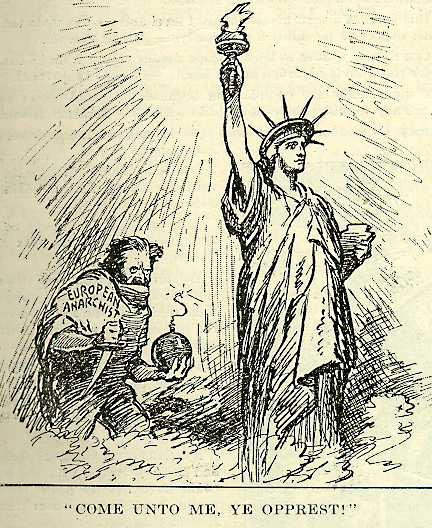 EUROPEAN
ANARCHIST
"COME UNTO ME, YE OPPREST!"